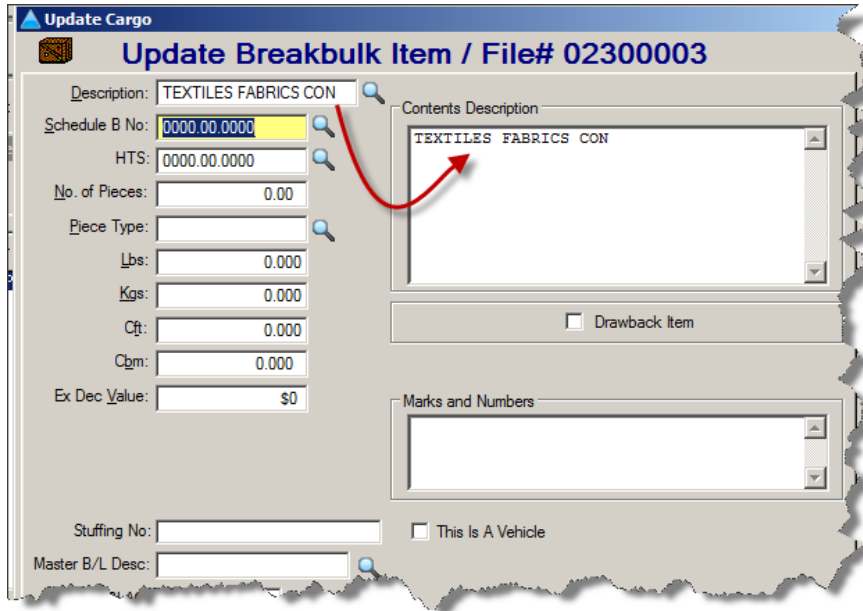 Update Cargo
Update Breakbulk Item / File# 02300003
Description: TEXTILES FABRICS CON
Schedule B No: 0000.00.0000
HTS: 0000.00.0000
No. of Pieces: 0.00
Piece Type:
Lbs: 0.000
Kgs: 0.000
Cft: 0.000
Cbm: 0.000
Ex Dec Value: $0
Contents Description
TEXTILES FABRICS CON
Drawback Item
Marks and Numbers
Stuffing No:
This Is A Vehicle
Master B/L Desc: